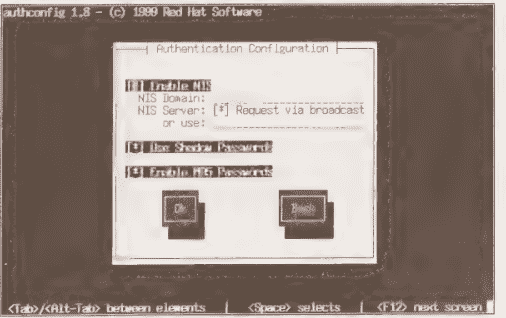 authconfig 1.8 - (c) 1999 Red Hat Software
Authentication Configuration
[ ] Enable NIS
NIS Domain:
NIS Server: [*] Request via broadcast
or use:
[*] Use Shadow Passwords
[*] Enable MD5 Passwords
Ok Back
<Tab>/<Alt-Tab> between elements | <Space> selects | <F12> next screen